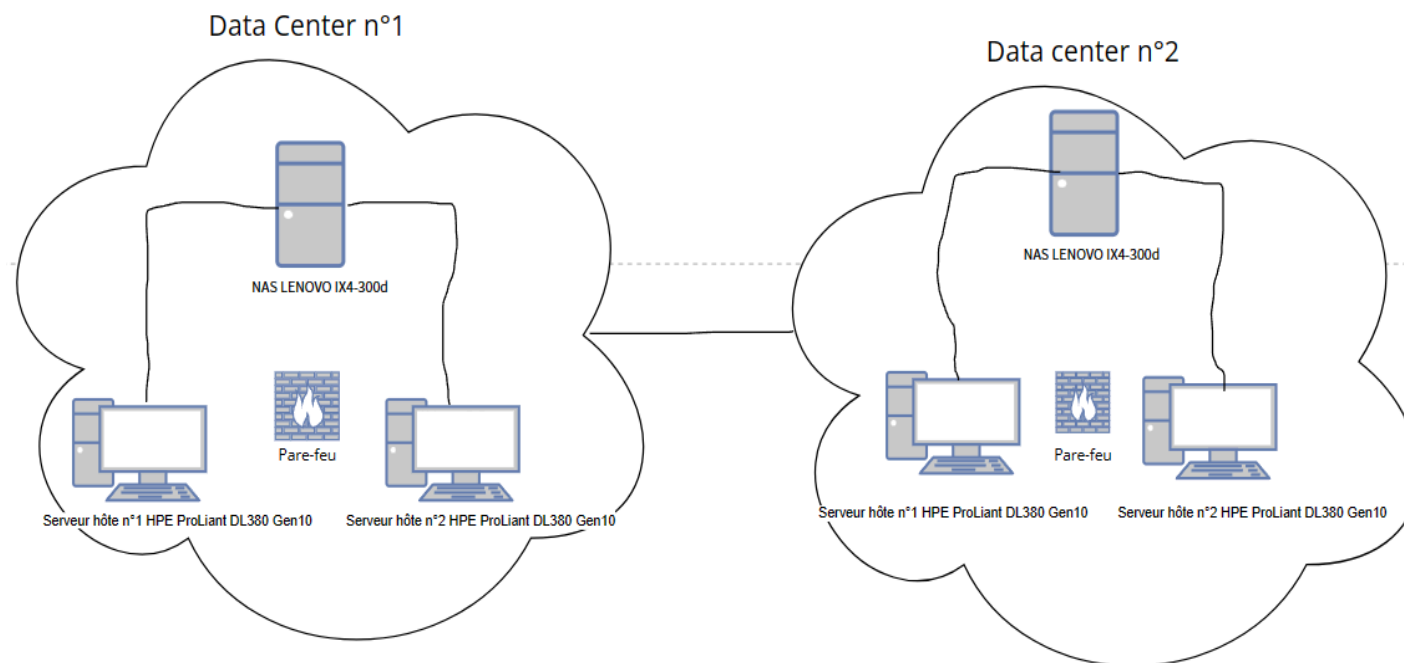 Data Center n°1
NAS LENOVO IX4-300d
Pare-feu
Serveur hôte n°1 HPE ProLiant DL380 Gen10
Serveur hôte n°2 HPE ProLiant DL380 Gen10
Data center n°2
NAS LENOVO IX4-300d
Pare-feu
Serveur hôte n°1 HPE ProLiant DL380 Gen10
Serveur hôte n°2 HPE ProLiant DL380 Gen10